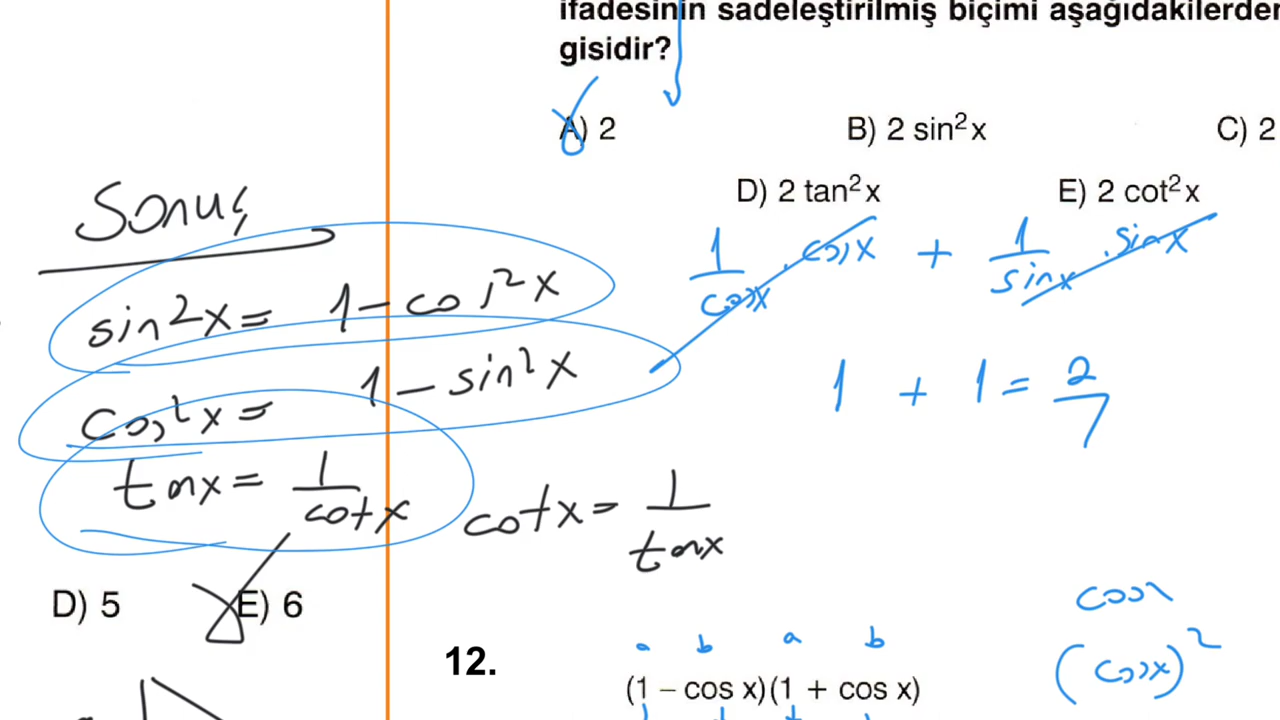 ifadesinin sadeleştirilmiş biçimi aşağıdakilerden
gisidir?
A) 2
B) 2 sin²x
C) 2
D) 2 tan²x
E) 2 cot²x
1/cosx . cosx + 1/sinx . sinx
1 + 1 = 2
Sonuç
sin²x = 1 - cos²x
cos²x = 1 - sin²x
tanx = 1/cotx
cotx = 1/tanx
D) 5
E) 6
cosx
(cosx)²
12.
a b a b
(1 – cos x)(1 + cos x)